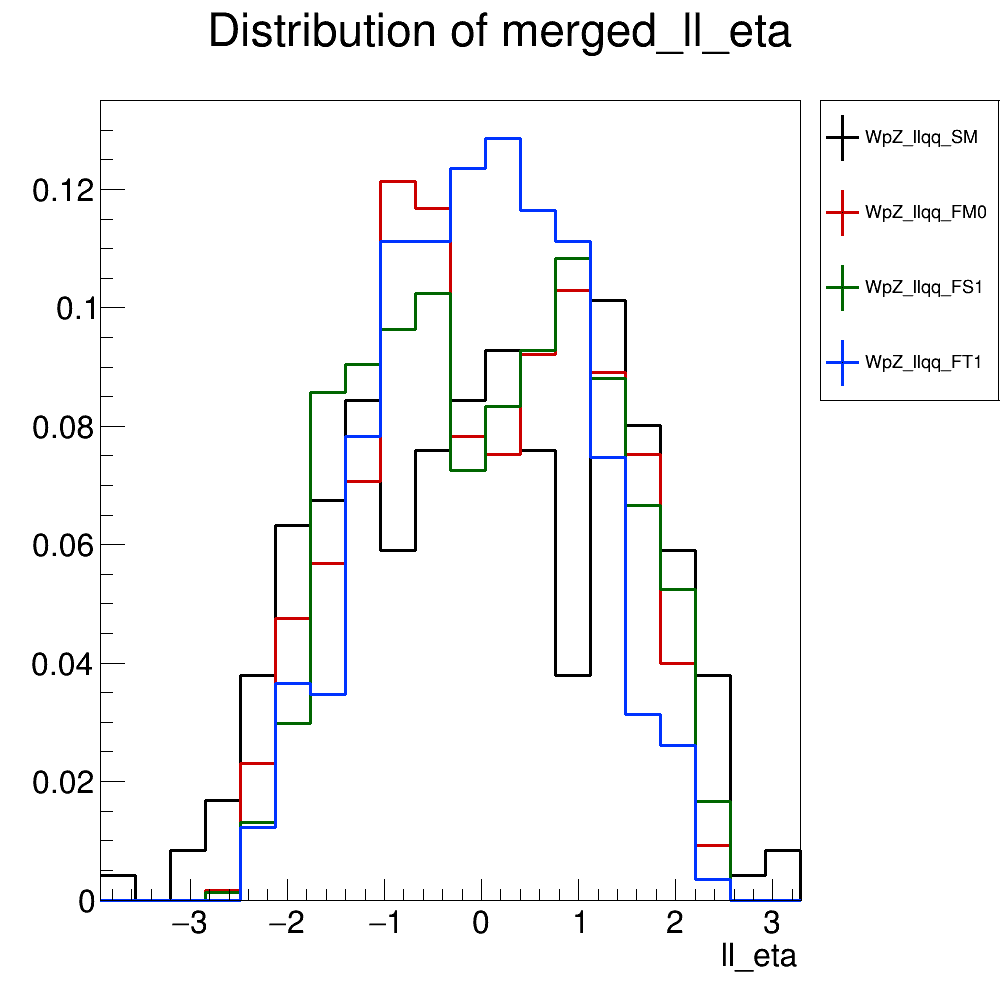 Distribution of merged_ll_eta
0.12
0.1
0.08
0.06
0.04
0.02
0
−3 −2 −1 0 1 2 3
ll_eta
WpZ_llqq_SM
WpZ_llqq_FM0
WpZ_llqq_FS1
WpZ_llqq_FT1